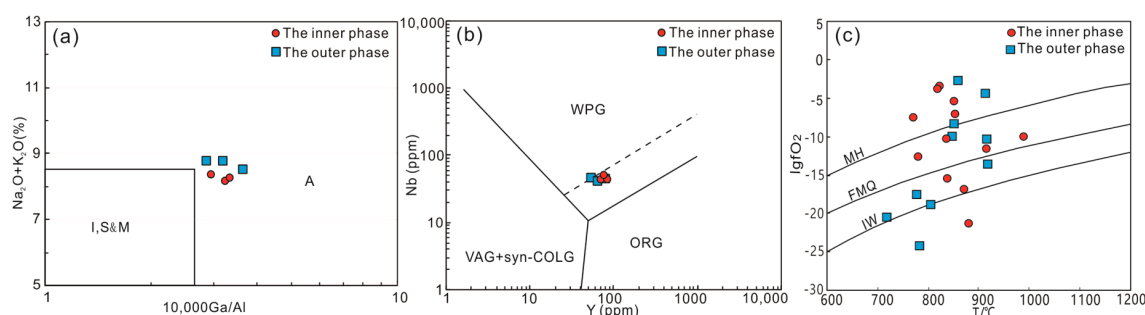 (a)
The inner phase
The outer phase
13
11
9
7
5
Na₂O+K₂O(%)
I,S&M
A
1
10,000Ga/Al
10
(b)
The inner phase
The outer phase
10,000
1000
100
10
1
Nb (ppm)
WPG
VAG+syn-COLG
ORG
1
10
100
1000
10,000
Y (ppm)
(c)
The inner phase
The outer phase
5
0
-5
-10
-15
-20
-25
-30
lgfO₂
MH
FMQ
IW
600
700
800
900
1000
1100
1200
T/℃